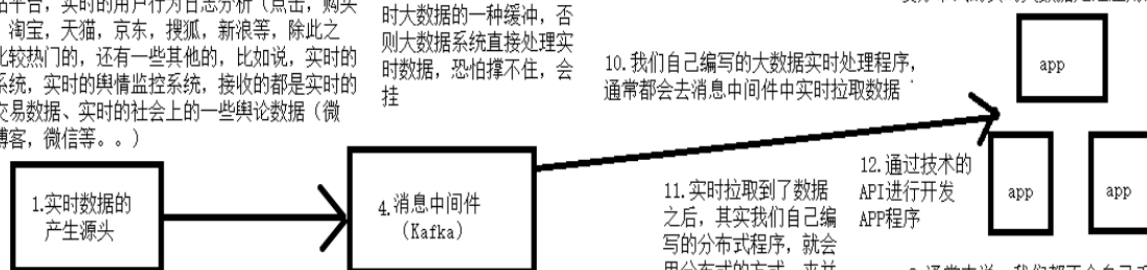 站平台，实时的用户行为日志分析（点击，购买
，淘宝，天猫，京东，搜狐，新浪等，除此之
比较热门的，还有一些其他的，比如说，实时的
系统，实时的舆情监控系统，接收的都是实时的
交易数据、实时的社会上的一些舆论数据（微
博客，微信等。。）
时大数据的一种缓冲，否
则大数据系统直接处理实
时数据，恐怕撑不住，会
挂
10.我们自己编写的大数据实时处理程序，
通常都会去消息中间件中实时拉取数据
app
1.实时数据的
产生源头
4.消息中间件
（Kafka）
11.实时拉取到了数据
之后，其实我们自己编
写的分布式程序，就会
用分布式的方式，来并
12.通过技术的
API进行开发
APP程序
app
app